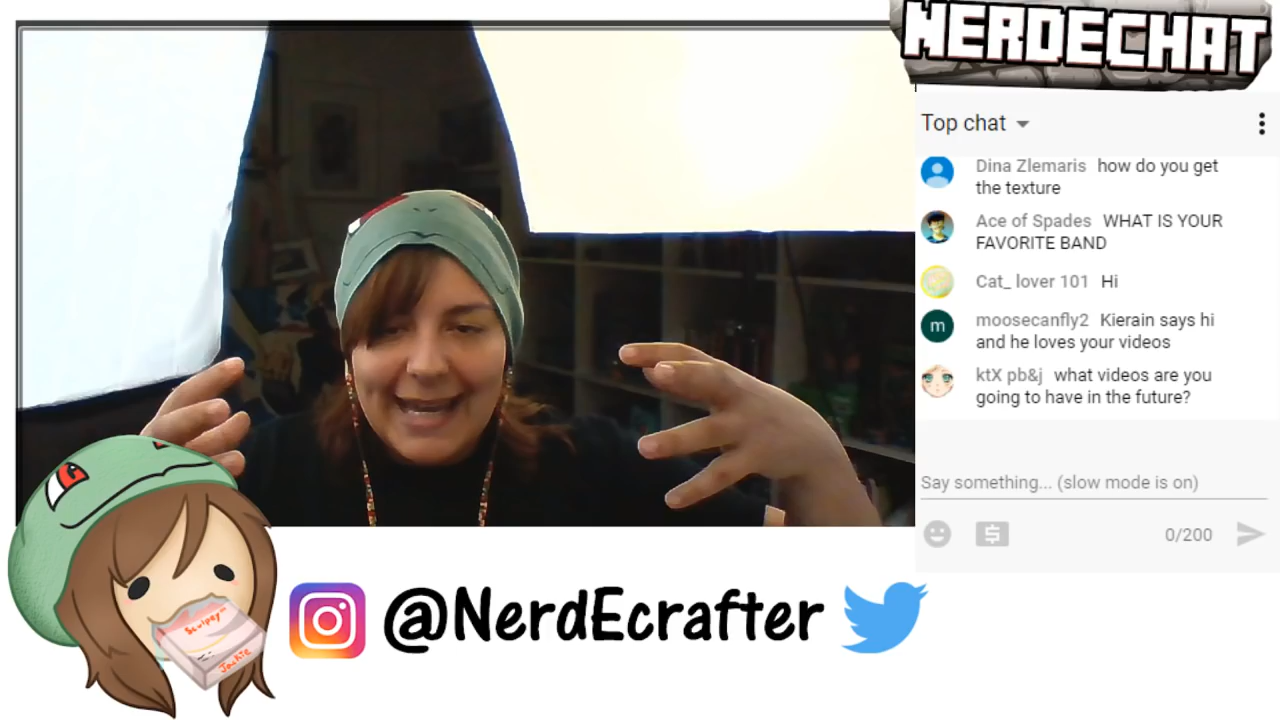 NERDECHAT
Top chat
Dina Zlemaris how do you get
the texture
Ace of Spades WHAT IS YOUR
FAVORITE BAND
Cat_ lover 101 Hi
m
moosecanfly2 Kierain says hi
and he loves your videos
ktX pb&j what videos are you
going to have in the future?
Say something... (slow mode is on)
0/200
Sculpey™
Jackie
@NerdEcrafter